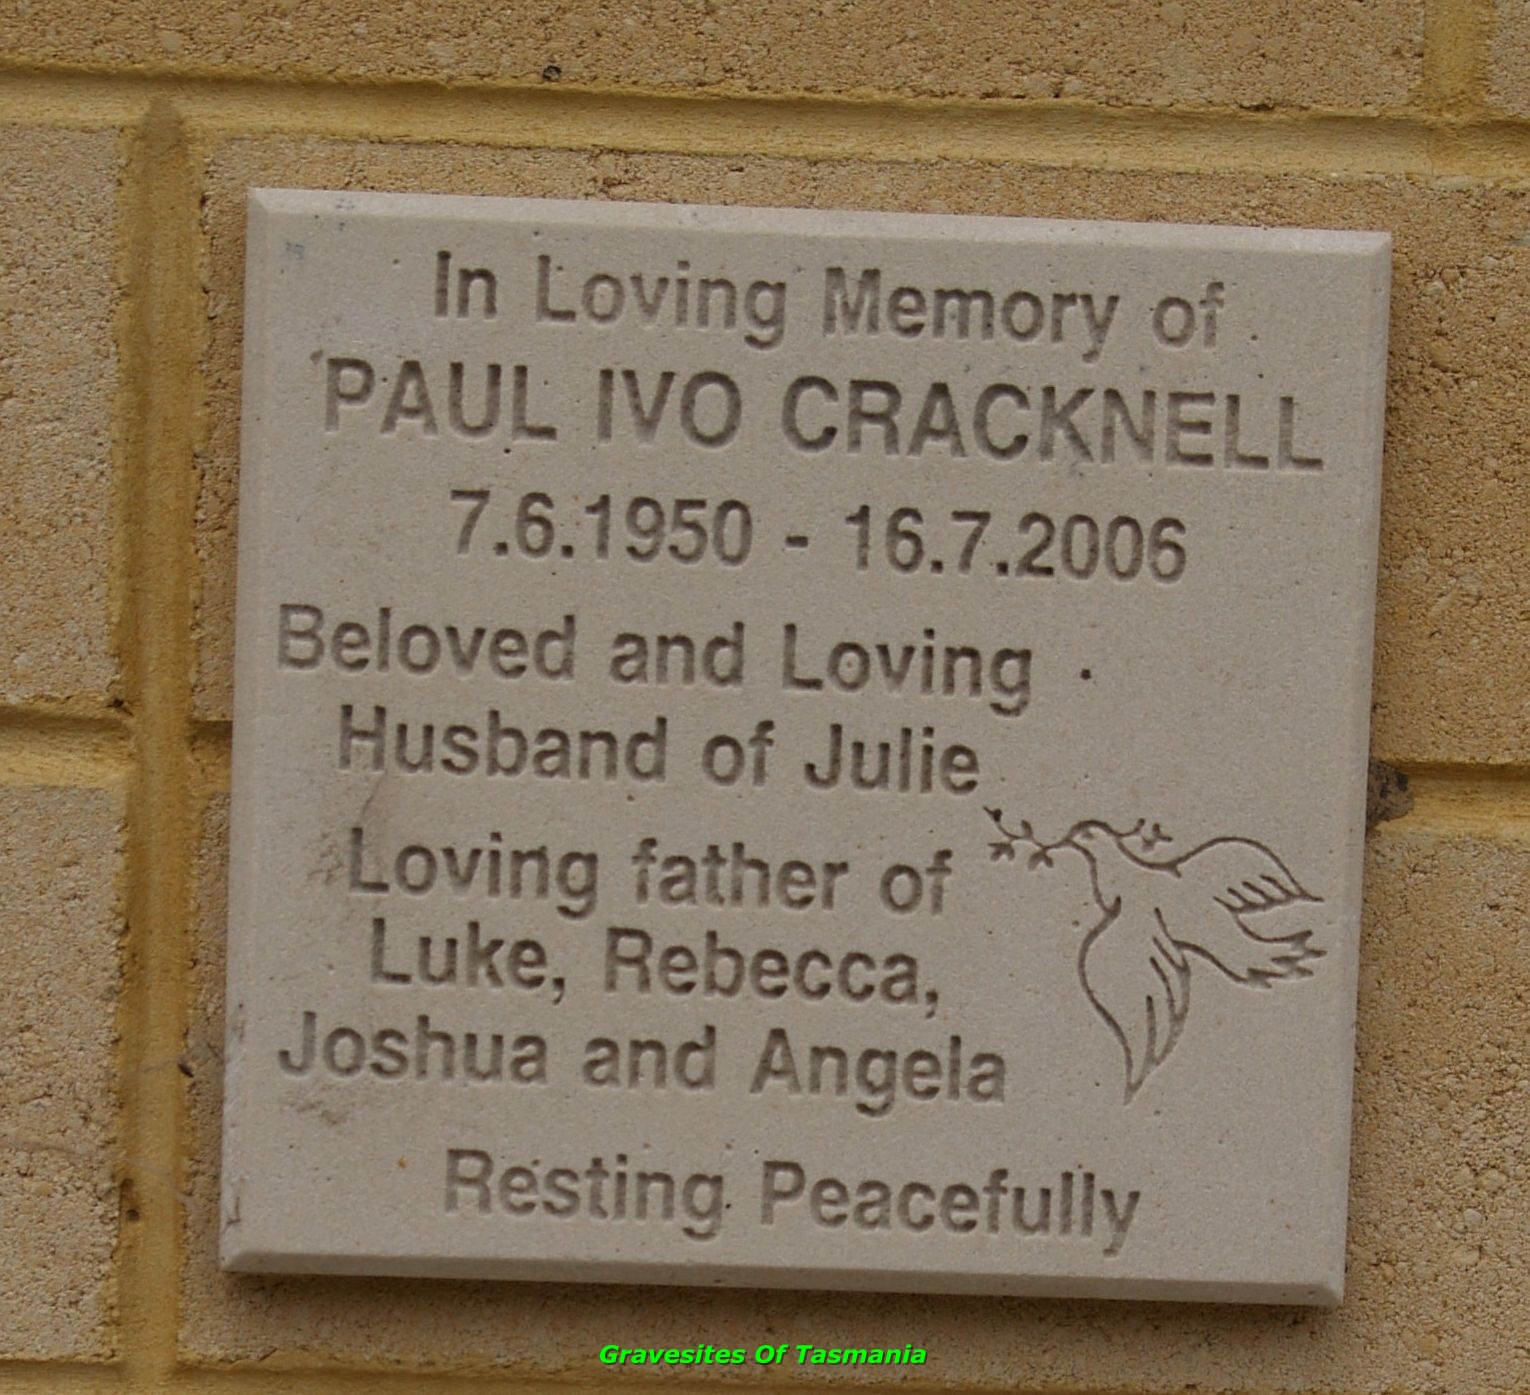 In Loving Memory of
PAUL IVO CRACKNELL
7.6.1950 - 16.7.2006
Beloved and Loving
Husband of Julie
Loving father of
Luke, Rebecca,
Joshua and Angela
Resting Peacefully
Gravesites Of Tasmania